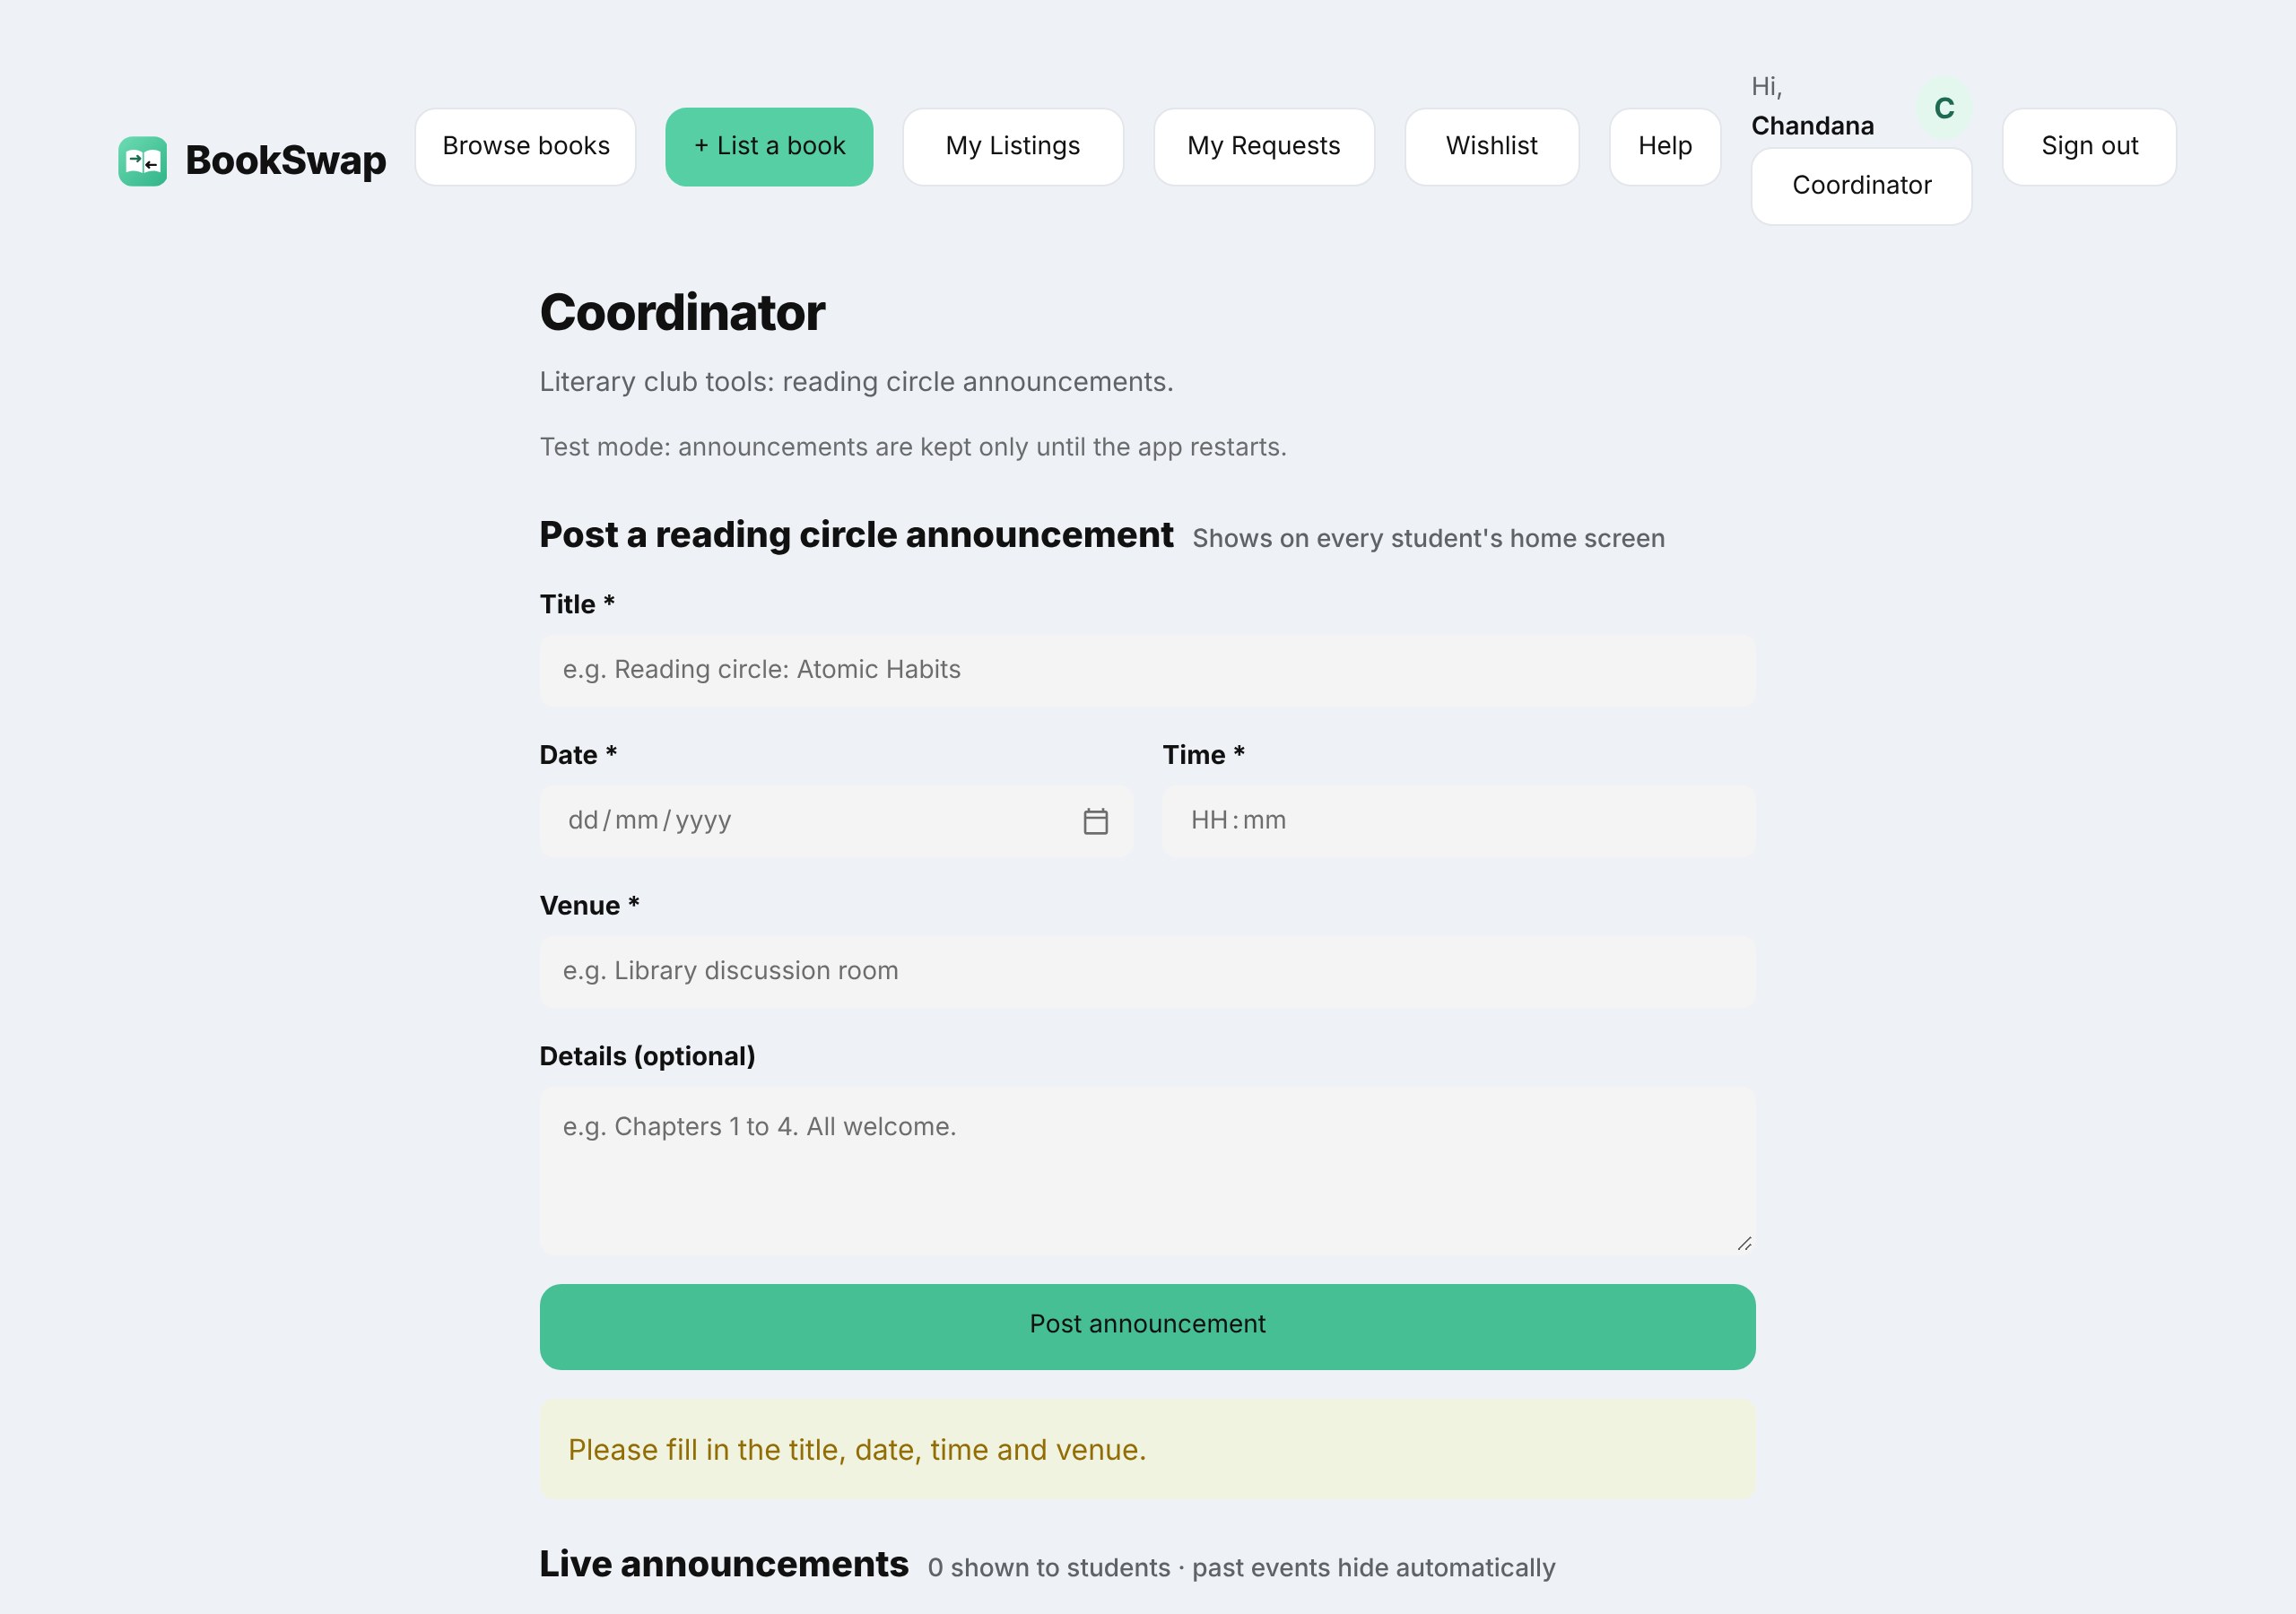 BookSwap
Browse books
+ List a book
My Listings
My Requests
Wishlist
Help
Hi,
Chandana
C
Coordinator
Sign out
Coordinator
Literary club tools: reading circle announcements.
Test mode: announcements are kept only until the app restarts.
Post a reading circle announcement Shows on every student's home screen
Title *
e.g. Reading circle: Atomic Habits
Date *
Time *
dd/mm/yyyy
HH:mm
Venue *
e.g. Library discussion room
Details (optional)
e.g. Chapters 1 to 4. All welcome.
Post announcement
Please fill in the title, date, time and venue.
Live announcements 0 shown to students · past events hide automatically